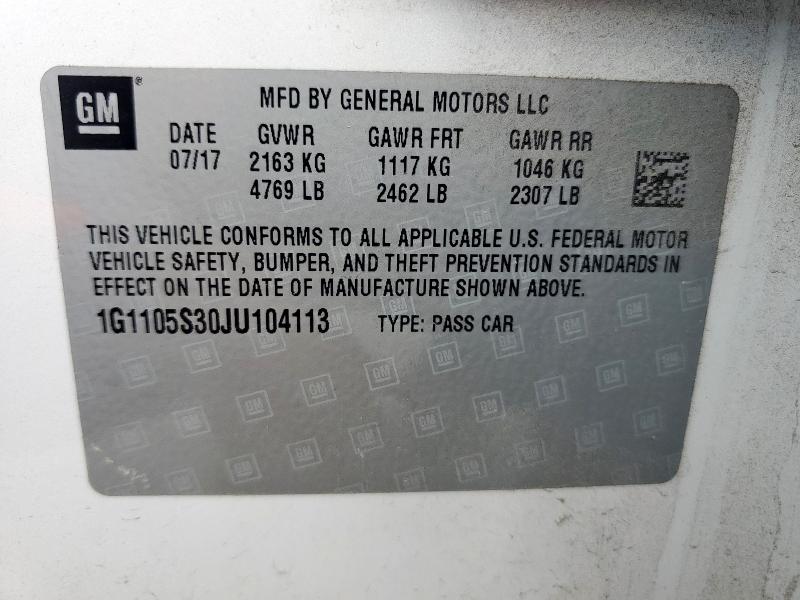 GM
MFD BY GENERAL MOTORS LLC
DATE GVWR GAWR FRT GAWR RR
07/17 2163 KG 1117 KG 1046 KG
4769 LB 2462 LB 2307 LB
THIS VEHICLE CONFORMS TO ALL APPLICABLE U.S. FEDERAL MOTOR
VEHICLE SAFETY, BUMPER, AND THEFT PREVENTION STANDARDS IN
EFFECT ON THE DATE OF MANUFACTURE SHOWN ABOVE.
1G1105S30JU104113 TYPE: PASS CAR